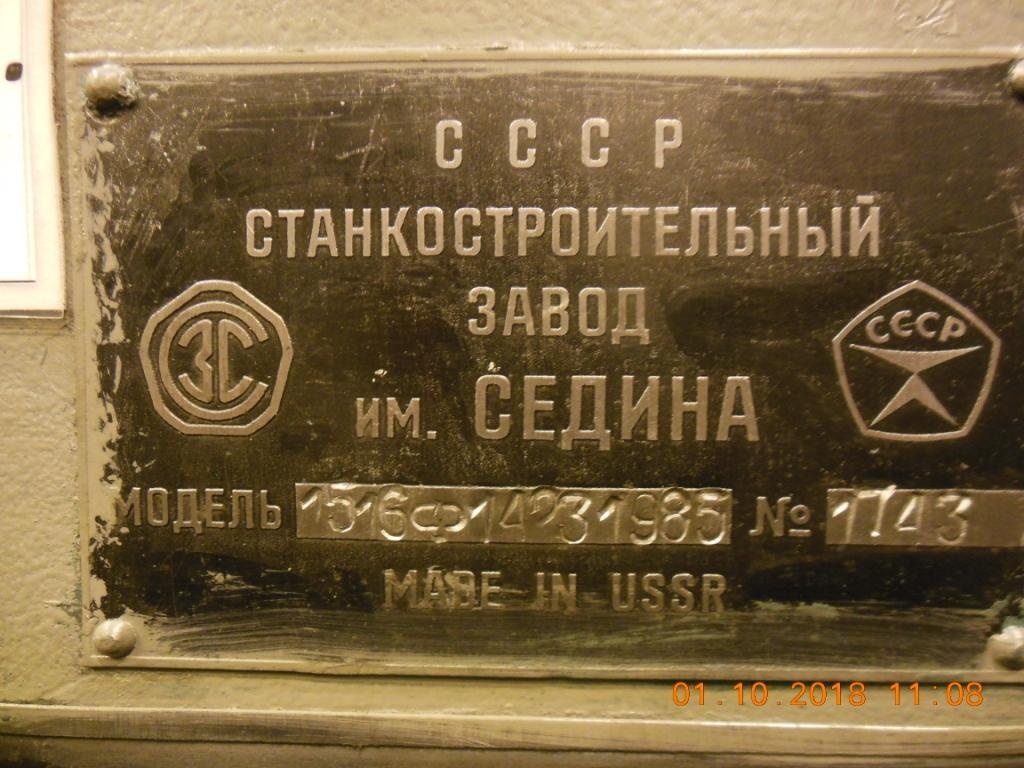 С С С Р
СТАНКОСТРОИТЕЛЬНЫЙ
ЗАВОД
им. СЕДИНА
ЗС
СССР
МОДЕЛЬ 1516Ф1 423 1985 № 1743
MADE IN USSR
01.10.2018 11:08